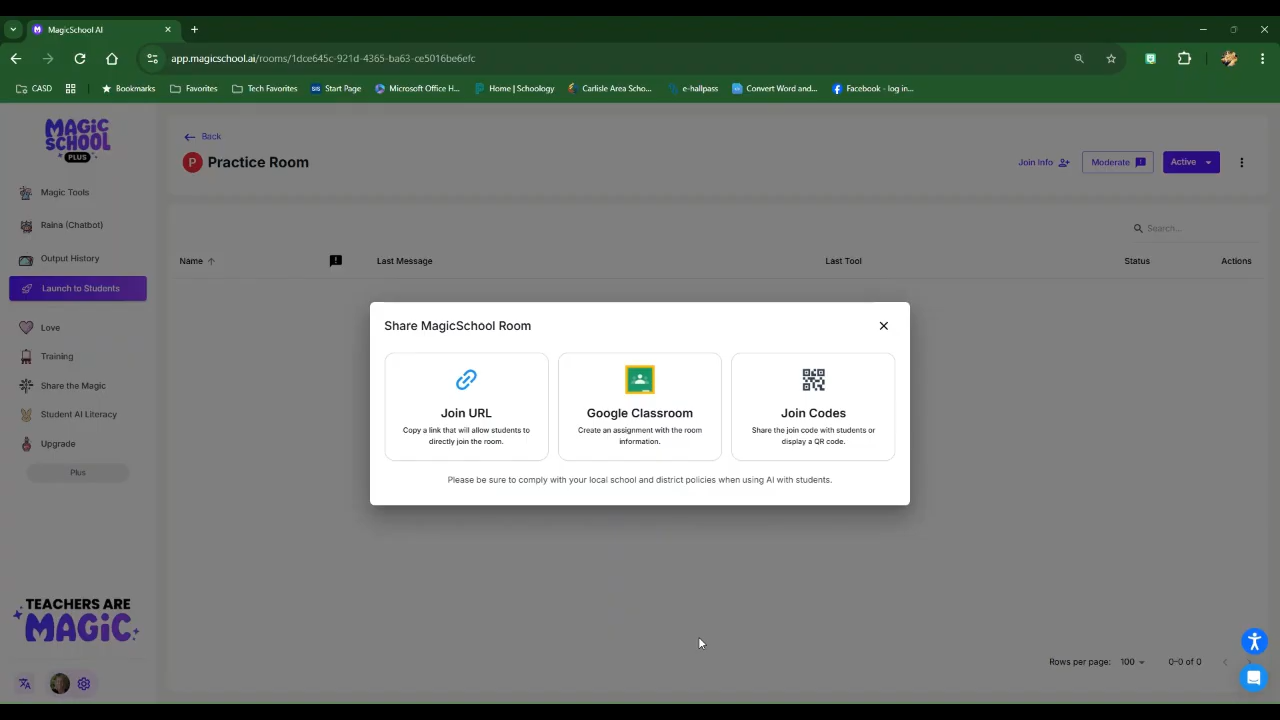 MagicSchool AI
app.magicschool.ai/rooms/1dce645c-921d-4365-ba63-ce5016be6efc
CASD
Bookmarks
Favorites
Tech Favorites
Start Page
Microsoft Office H...
Home | Schoology
Carlisle Area Scho...
e-hallpass
Convert Word and...
Facebook - log in...
MAGIC
SCHOOL
PLUS
Magic Tools
Raina (Chatbot)
Output History
Launch to Students
Love
Training
Share the Magic
Student AI Literacy
Upgrade
Plus
TEACHERS ARE
MAGIC
Back
P Practice Room
Join Info
Moderate
Active
Search...
Name
Last Message
Last Tool
Status
Actions
Share MagicSchool Room
Join URL
Copy a link that will allow students to
directly join the room.
Google Classroom
Create an assignment with the room
information.
Join Codes
Share the join code with students or
display a QR code.
Please be sure to comply with your local school and district policies when using AI with students.
Rows per page: 100
0–0 of 0